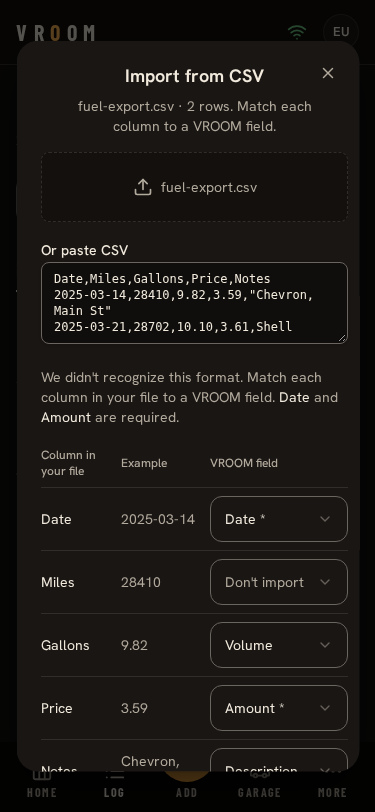 VROOM
EU
Import from CSV
fuel-export.csv · 2 rows. Match each
column to a VROOM field.
fuel-export.csv
Or paste CSV
Date,Miles,Gallons,Price,Notes
2025-03-14,28410,9.82,3.59,"Chevron,
Main St"
2025-03-21,28702,10.10,3.61,Shell
We didn't recognize this format. Match each
column in your file to a VROOM field. Date and
Amount are required.
Column in
your file
Example
VROOM field
Date
2025-03-14
Date *
Miles
28410
Don't import
Gallons
9.82
Volume
Price
3.59
Amount *
Notes
Chevron,
Description
HOME
LOG
ADD
GARAGE
MORE